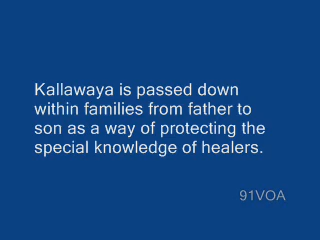 Kallawaya is passed down
within families from father to
son as a way of protecting the
special knowledge of healers.
91VOA